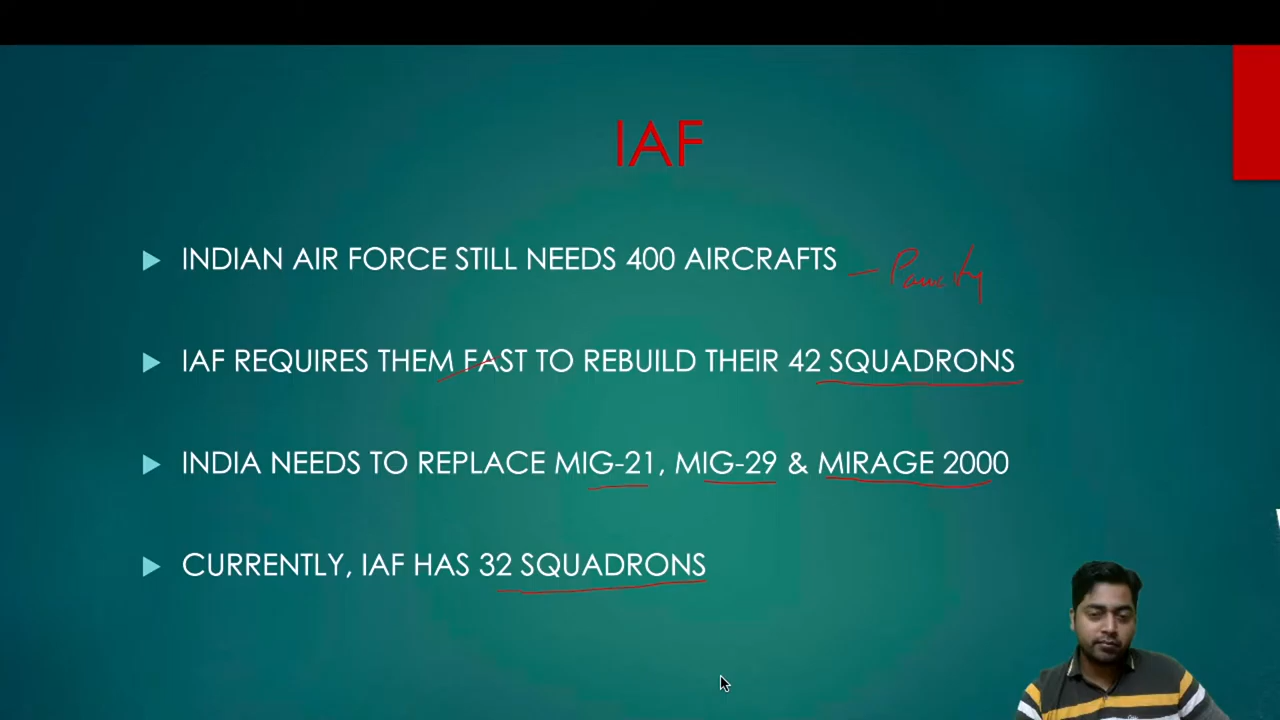 IAF
INDIAN AIR FORCE STILL NEEDS 400 AIRCRAFTS
IAF REQUIRES THEM FAST TO REBUILD THEIR 42 SQUADRONS
INDIA NEEDS TO REPLACE MIG-21, MIG-29 & MIRAGE 2000
CURRENTLY, IAF HAS 32 SQUADRONS